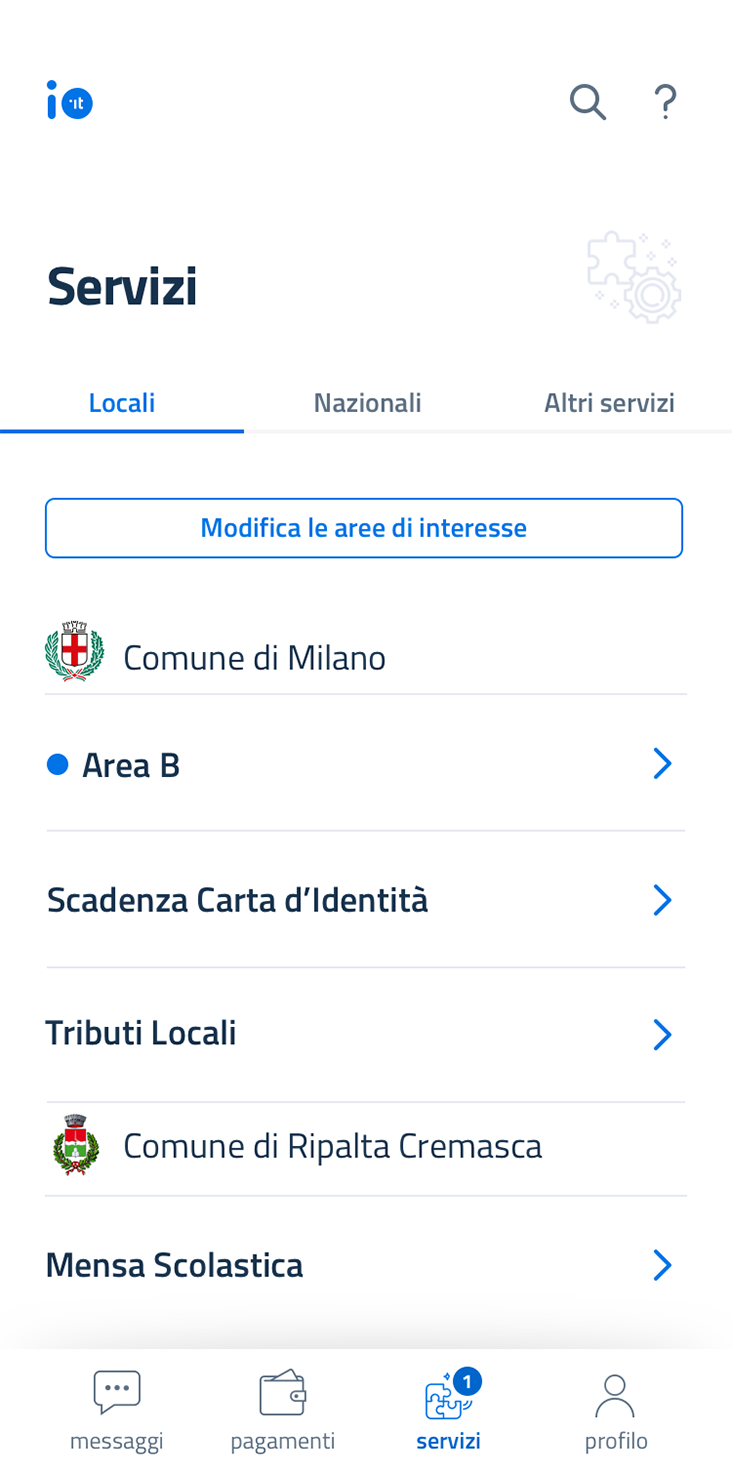 io .it
?
Servizi
Locali Nazionali Altri servizi
Modifica le aree di interesse
Comune di Milano
Area B
Scadenza Carta d’Identità
Tributi Locali
Comune di Ripalta Cremasca
Mensa Scolastica
1
messaggi pagamenti servizi profilo